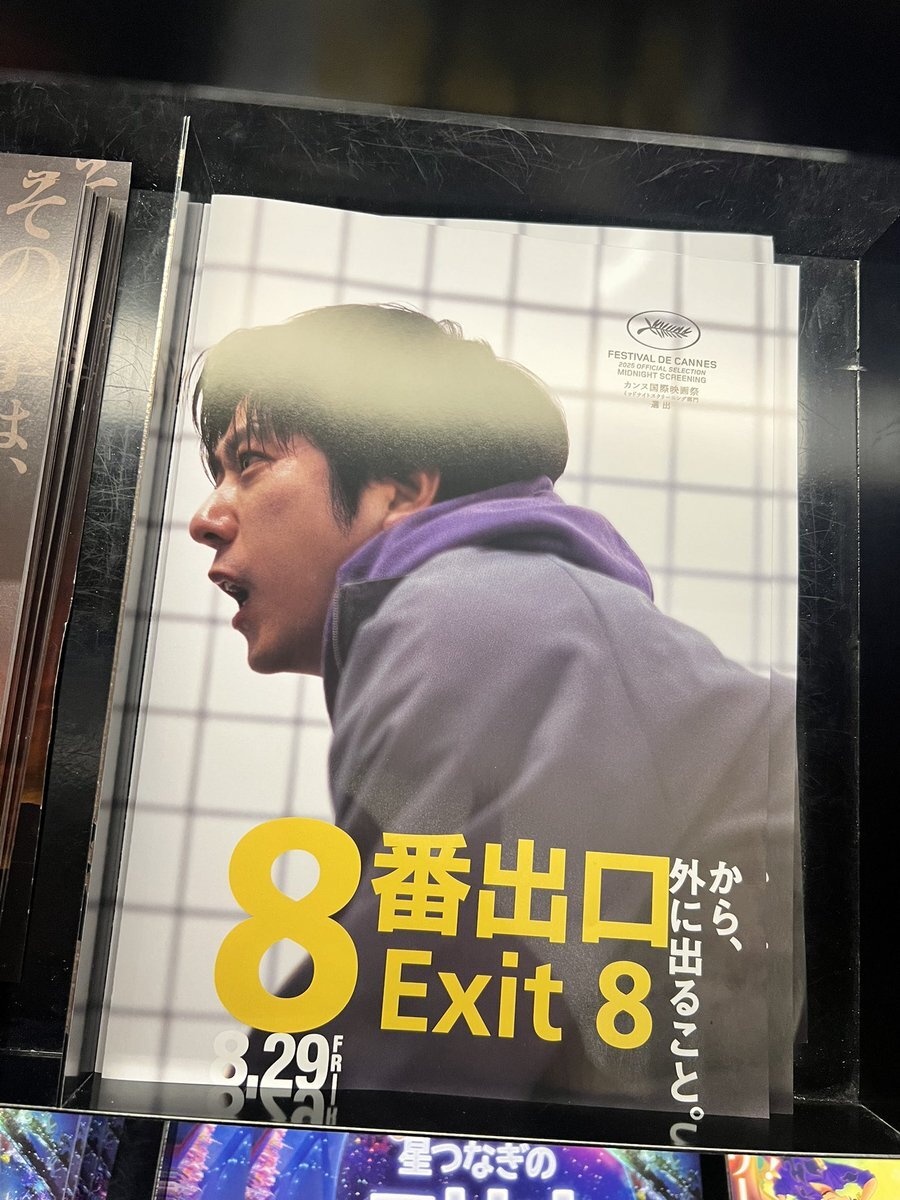 その
は、
FESTIVAL DE CANNES
2025 OFFICIAL SELECTION
MIDNIGHT SCREENING
カンヌ国際映画祭
ミッドナイトスクリーニング部門
選出
8番出口
Exit 8
から、
外に出ること。
8.29 FRI
星つなぎの